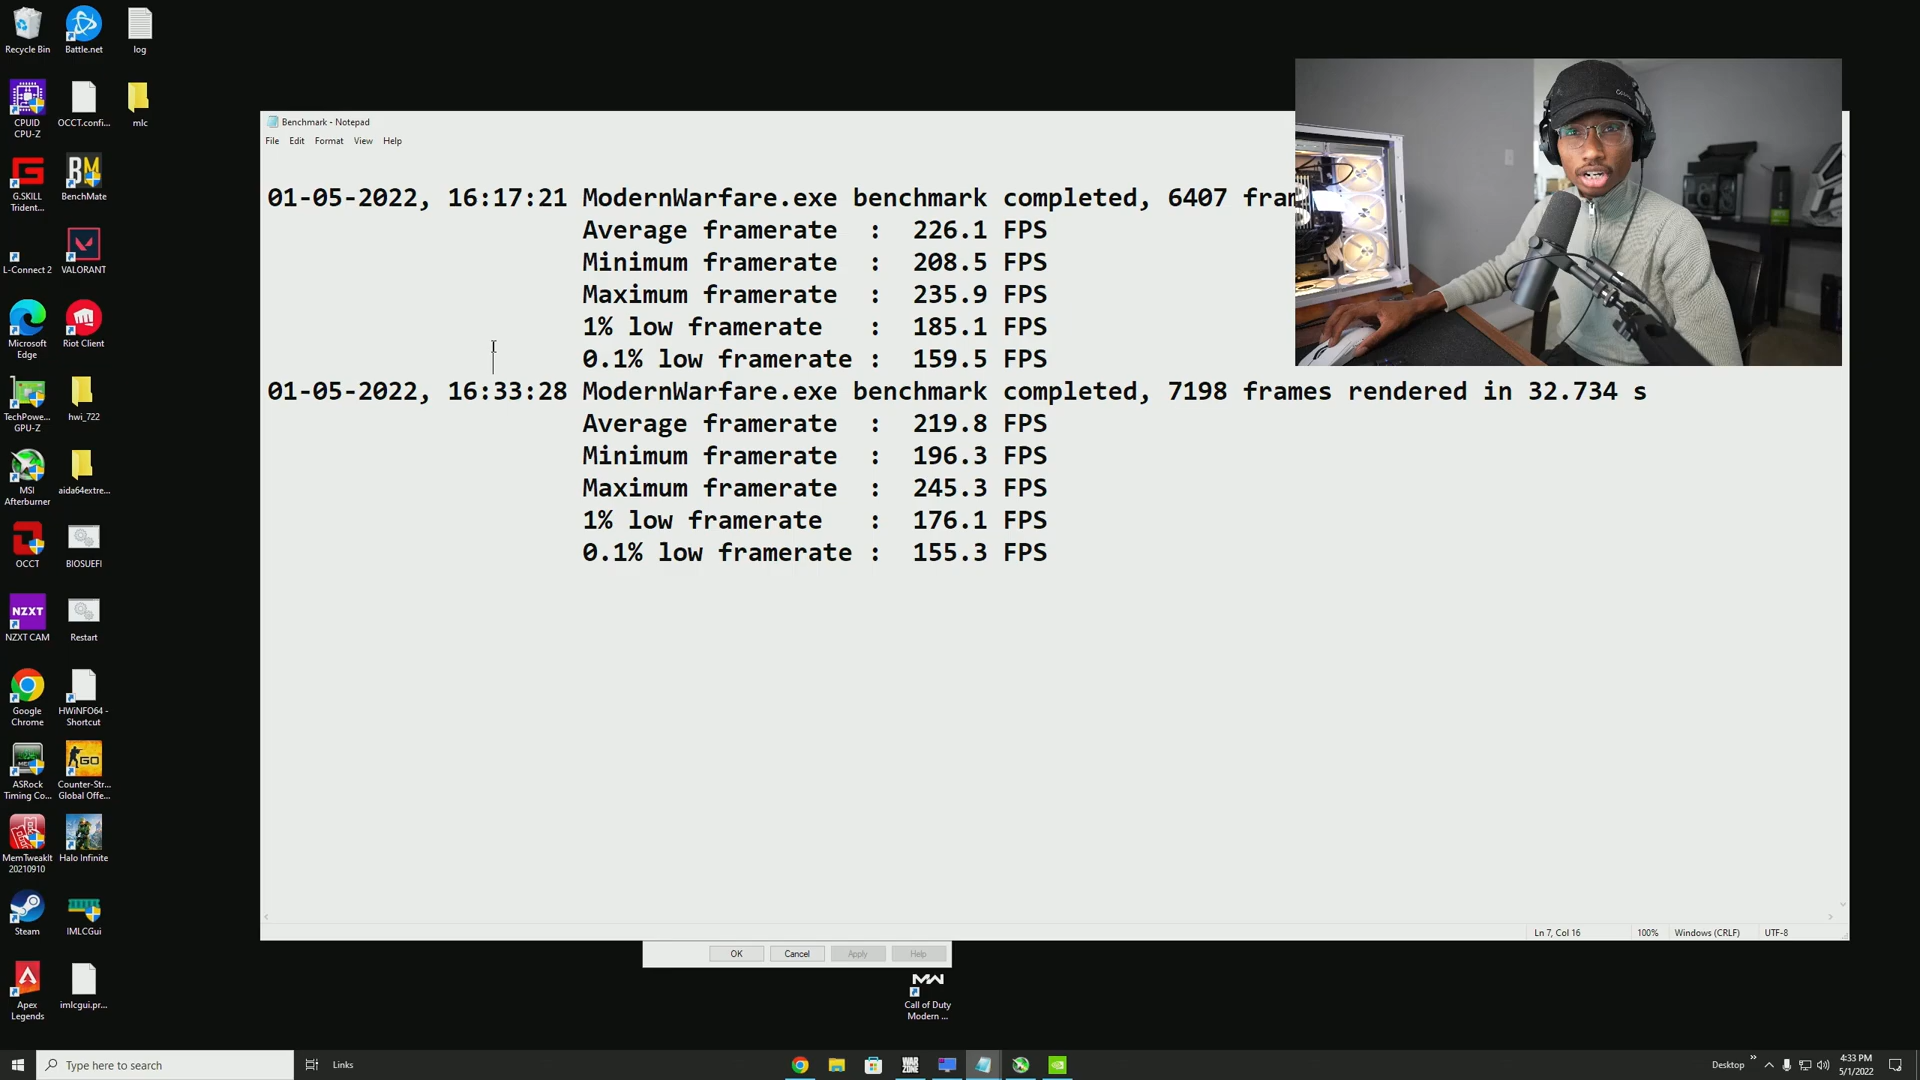 Recycle Bin
Battle.net
log
CPUID
CPU-Z
OCCT.confi...
mlc
G.SKILL
Trident...
BM
BenchMate
L-Connect 2
VALORANT
Microsoft
Edge
Riot Client
TechPowe...
GPU-Z
hwi_722
MSI
Afterburner
aida64extre...
OCCT
BIOSUEFI
NZXT
NZXT CAM
Restart
Google
Chrome
HWiNFO64 -
Shortcut
ASRock
Timing Co...
GO
Counter-Str...
Global Offe...
MemTweakIt
20210910
Halo Infinite
Steam
IMLCGui
Apex
Legends
imlcgui.pr...
Benchmark - Notepad
File Edit Format View Help
01-05-2022, 16:17:21 ModernWarfare.exe benchmark completed, 6407 fram
Average framerate : 226.1 FPS
Minimum framerate : 208.5 FPS
Maximum framerate : 235.9 FPS
1% low framerate : 185.1 FPS
0.1% low framerate : 159.5 FPS
01-05-2022, 16:33:28 ModernWarfare.exe benchmark completed, 7198 frames rendered in 32.734 s
Average framerate : 219.8 FPS
Minimum framerate : 196.3 FPS
Maximum framerate : 245.3 FPS
1% low framerate : 176.1 FPS
0.1% low framerate : 155.3 FPS
Ln 7, Col 16 100% Windows (CRLF) UTF-8
OK Cancel Apply Help
MW
Call of Duty
Modern ...
Type here to search
Links
WAR
ZONE
Desktop
4:33 PM
5/1/2022